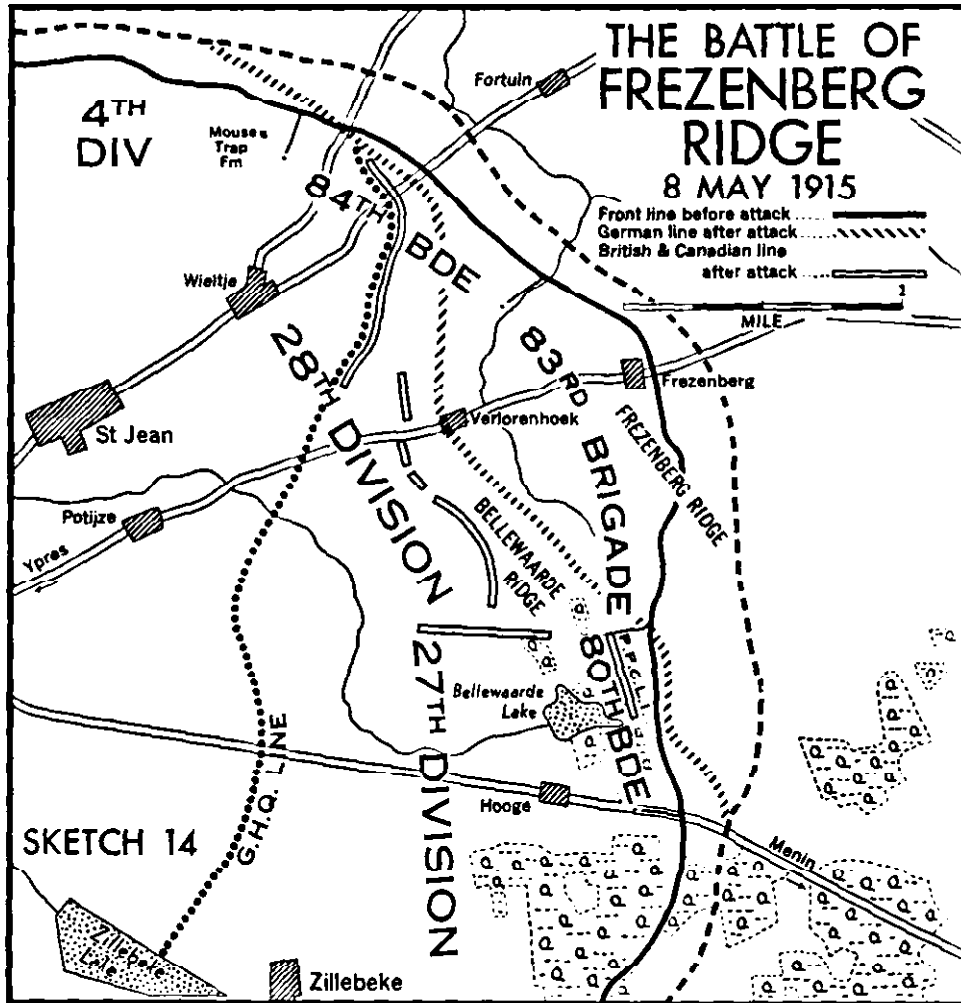 THE BATTLE OF
FREZENBERG
RIDGE
8 MAY 1915
Front line before attack .....
German line after attack .....
British & Canadian line
after attack ....
1
MILE
4TH
DIV
Mouses
Trap
Fm
Fortuin
84TH BDE
Wieltje
28TH DIVISION
83RD BRIGADE
Frezenberg
FREZENBERG RIDGE
St Jean
Verlorenhoek
Potijze
Ypres
BELLEWAARDE
RIDGE
P.P.C.L.I.
80TH BDE
27TH DIVISION
Bellewaarde
Lake
G.H.Q. LINE
Hooge
Menin
SKETCH 14
Zillebeke
Lake
Zillebeke